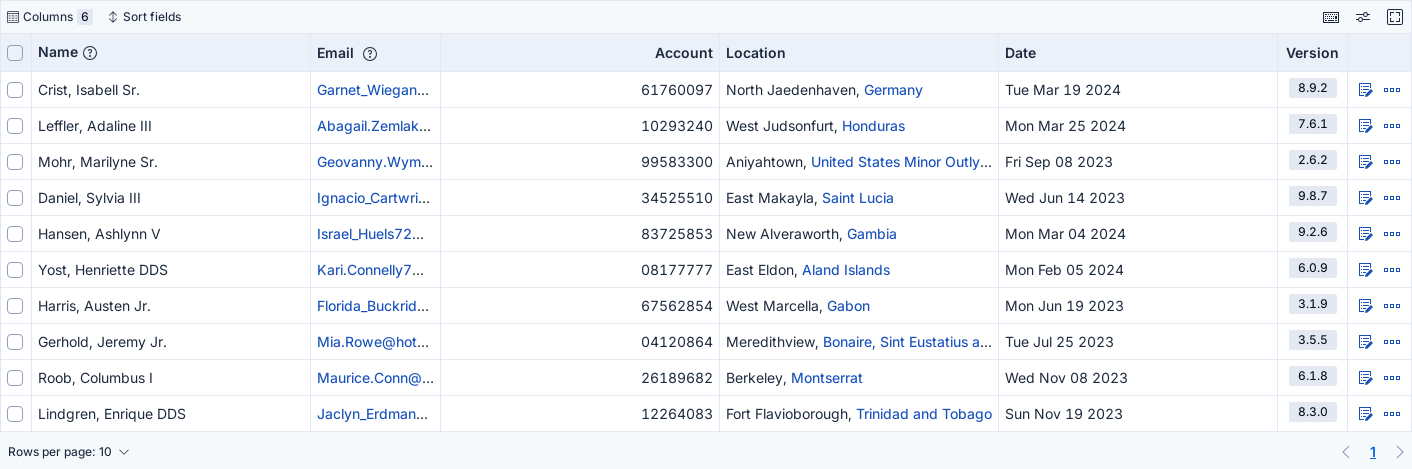 Columns 6 Sort fields
Name Email Account Location Date Version
Crist, Isabell Sr. Garnet_Wiegan... 61760097 North Jaedenhaven, Germany Tue Mar 19 2024 8.9.2
Leffler, Adaline III Abagail.Zemlak... 10293240 West Judsonfurt, Honduras Mon Mar 25 2024 7.6.1
Mohr, Marilyne Sr. Geovanny.Wym... 99583300 Aniyahtown, United States Minor Outly... Fri Sep 08 2023 2.6.2
Daniel, Sylvia III Ignacio_Cartwri... 34525510 East Makayla, Saint Lucia Wed Jun 14 2023 9.8.7
Hansen, Ashlynn V Israel_Huels72... 83725853 New Alveraworth, Gambia Mon Mar 04 2024 9.2.6
Yost, Henriette DDS Kari.Connelly7... 08177777 East Eldon, Aland Islands Mon Feb 05 2024 6.0.9
Harris, Austen Jr. Florida_Buckrid... 67562854 West Marcella, Gabon Mon Jun 19 2023 3.1.9
Gerhold, Jeremy Jr. Mia.Rowe@hot... 04120864 Meredithview, Bonaire, Sint Eustatius a... Tue Jul 25 2023 3.5.5
Roob, Columbus I Maurice.Conn@... 26189682 Berkeley, Montserrat Wed Nov 08 2023 6.1.8
Lindgren, Enrique DDS Jaclyn_Erdman... 12264083 Fort Flavioborough, Trinidad and Tobago Sun Nov 19 2023 8.3.0
Rows per page: 10 1